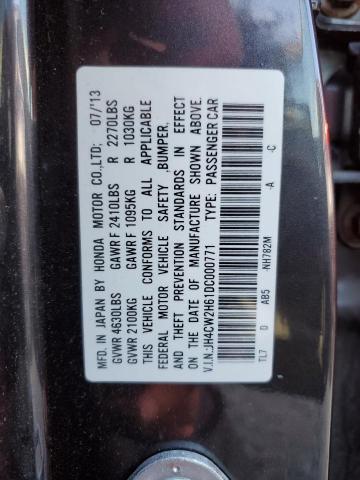 MFD. IN JAPAN BY HONDA MOTOR CO.,LTD; 07/'13
GVWR 4630LBS GAWR F 2410LBS R 2270LBS
GVWR 2100KG GAWR F 1095KG R 1030KG
THIS VEHICLE CONFORMS TO ALL APPLICABLE
FEDERAL MOTOR VEHICLE SAFETY ,BUMPER,
AND THEFT PREVENTION STANDARDS IN EFFECT
ON THE DATE OF MANUFACTURE SHOWN ABOVE.
V.I.N.:JH4CW2H61DC000771 TYPE: PASSENGER CAR
TL7 D AB5 -NH782M -A -C